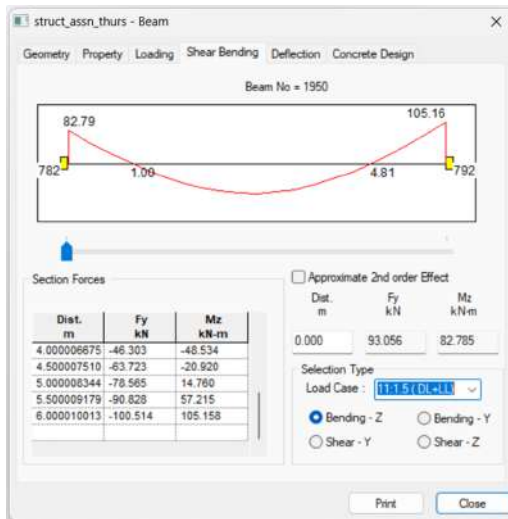 struct_assn_thurs - Beam
Geometry Property Loading Shear Bending Deflection Concrete Design
Beam No = 1950
82.79 105.16
782 1.00 4.81 792
Section Forces
Approximate 2nd order Effect
Dist. Fy Mz
m kN kN-m
0.000 93.056 82.785
Dist. Fy Mz
m kN kN-m
4.000006675 -46.303 -48.534
4.500007510 -63.723 -20.920
5.000008344 -78.565 14.760
5.500009179 -90.828 57.215
6.000010013 -100.514 105.158
Selection Type
Load Case : 11:1.5 ( DL+LL)
Bending - Z Bending - Y
Shear - Y Shear - Z
Print Close